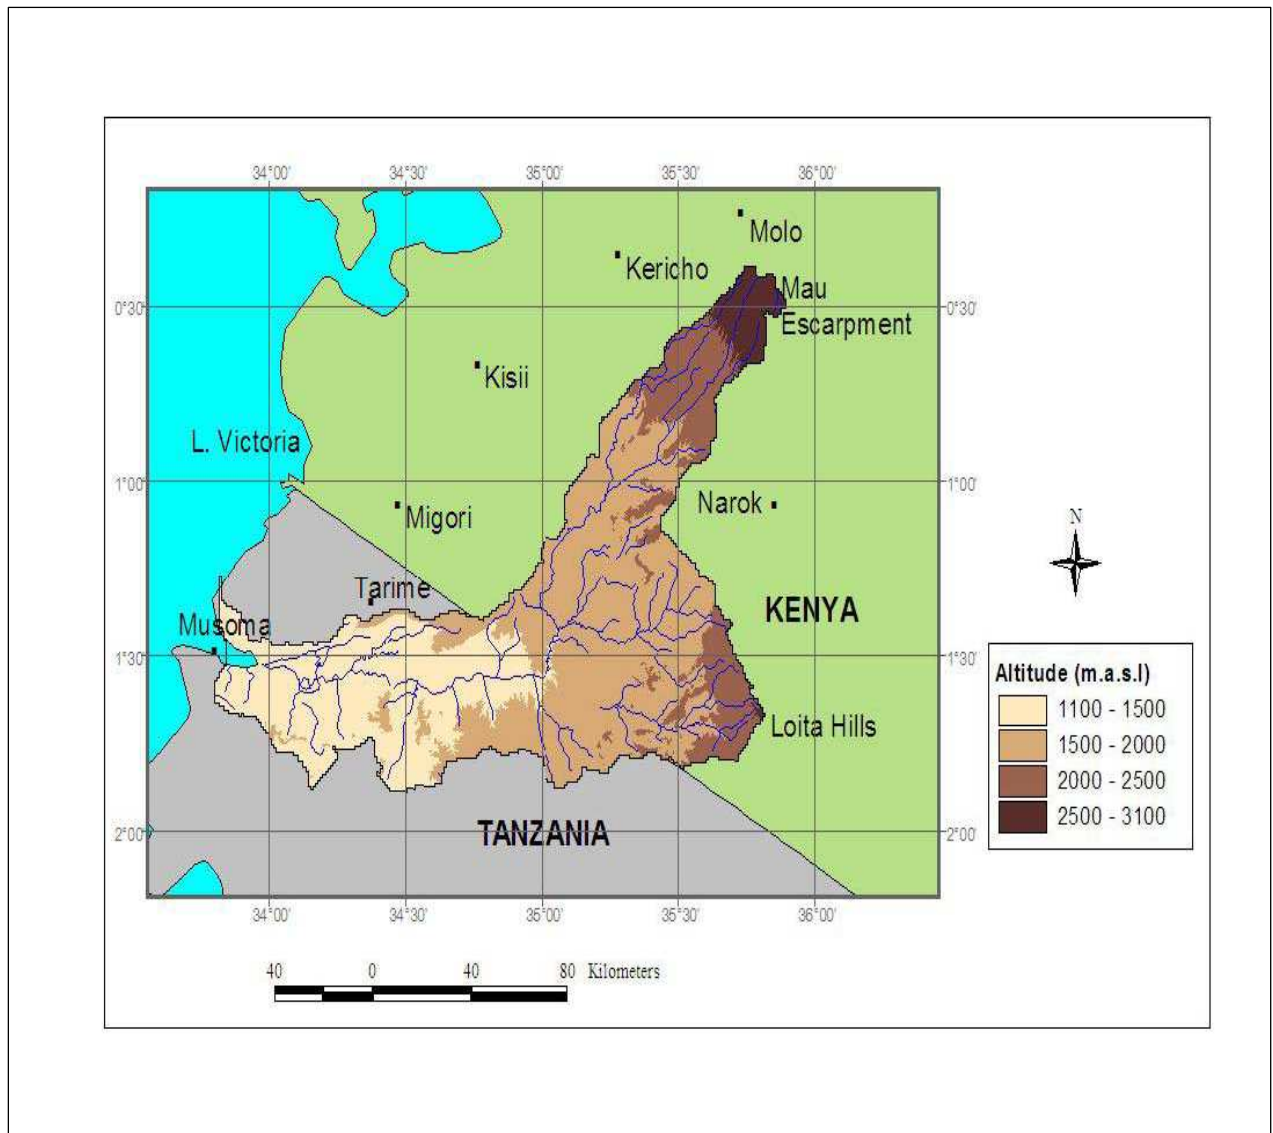 34°00' 34°30' 35°00' 35°30' 36°00'
Molo
Kericho
Mau
Escarpment
0°30' 0°30'
Kisii
L. Victoria
1°00' 1°00'
Narok
Migori
N
Tarime
KENYA
Musoma
1°30' 1°30'
Altitude (m.a.s.l)
1100 - 1500
1500 - 2000
2000 - 2500
2500 - 3100
Loita Hills
TANZANIA
2°00' 2°00'
34°00' 34°30' 35°00' 35°30' 36°00'
40 0 40 80 Kilometers